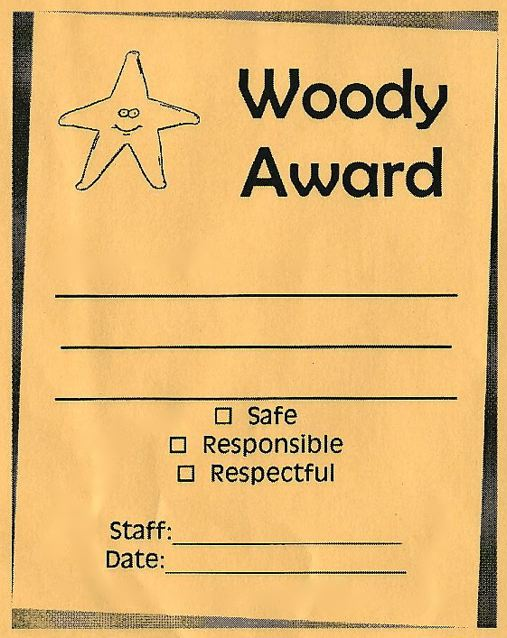 Woody
Award
☐ Safe
☐ Responsible
☐ Respectful
Staff:
Date: